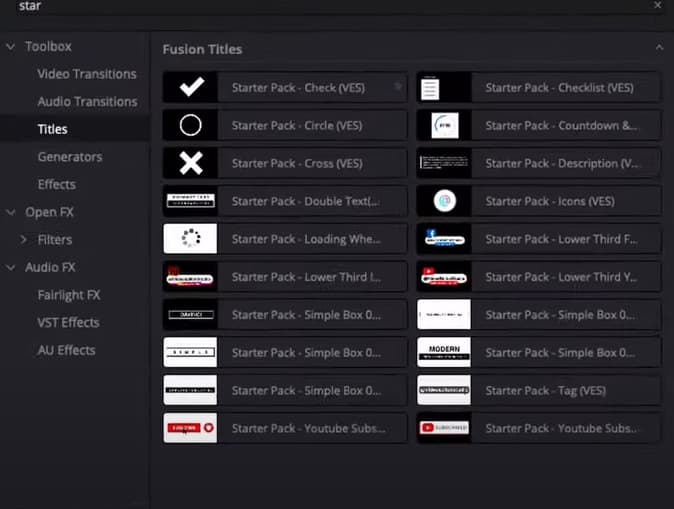 star
Toolbox
Video Transitions
Audio Transitions
Titles
Generators
Effects
Open FX
Filters
Audio FX
Fairlight FX
VST Effects
AU Effects
Fusion Titles
Starter Pack - Check (VES)
Starter Pack - Checklist (VES)
Starter Pack - Circle (VES)
Starter Pack - Countdown &...
Starter Pack - Cross (VES)
Starter Pack - Description (V...
Starter Pack - Double Text(...
Starter Pack - Icons (VES)
Starter Pack - Loading Whe...
Starter Pack - Lower Third F...
Starter Pack - Lower Third I...
Starter Pack - Lower Third Y...
DAVINCI
Starter Pack - Simple Box 0...
Starter Pack - Simple Box 0...
SIMPLE
Starter Pack - Simple Box 0...
MODERN
Starter Pack - Simple Box 0...
Starter Pack - Simple Box 0...
Starter Pack - Tag (VES)
Starter Pack - Youtube Subs...
SUBSCRIBED
Starter Pack - Youtube Subs...